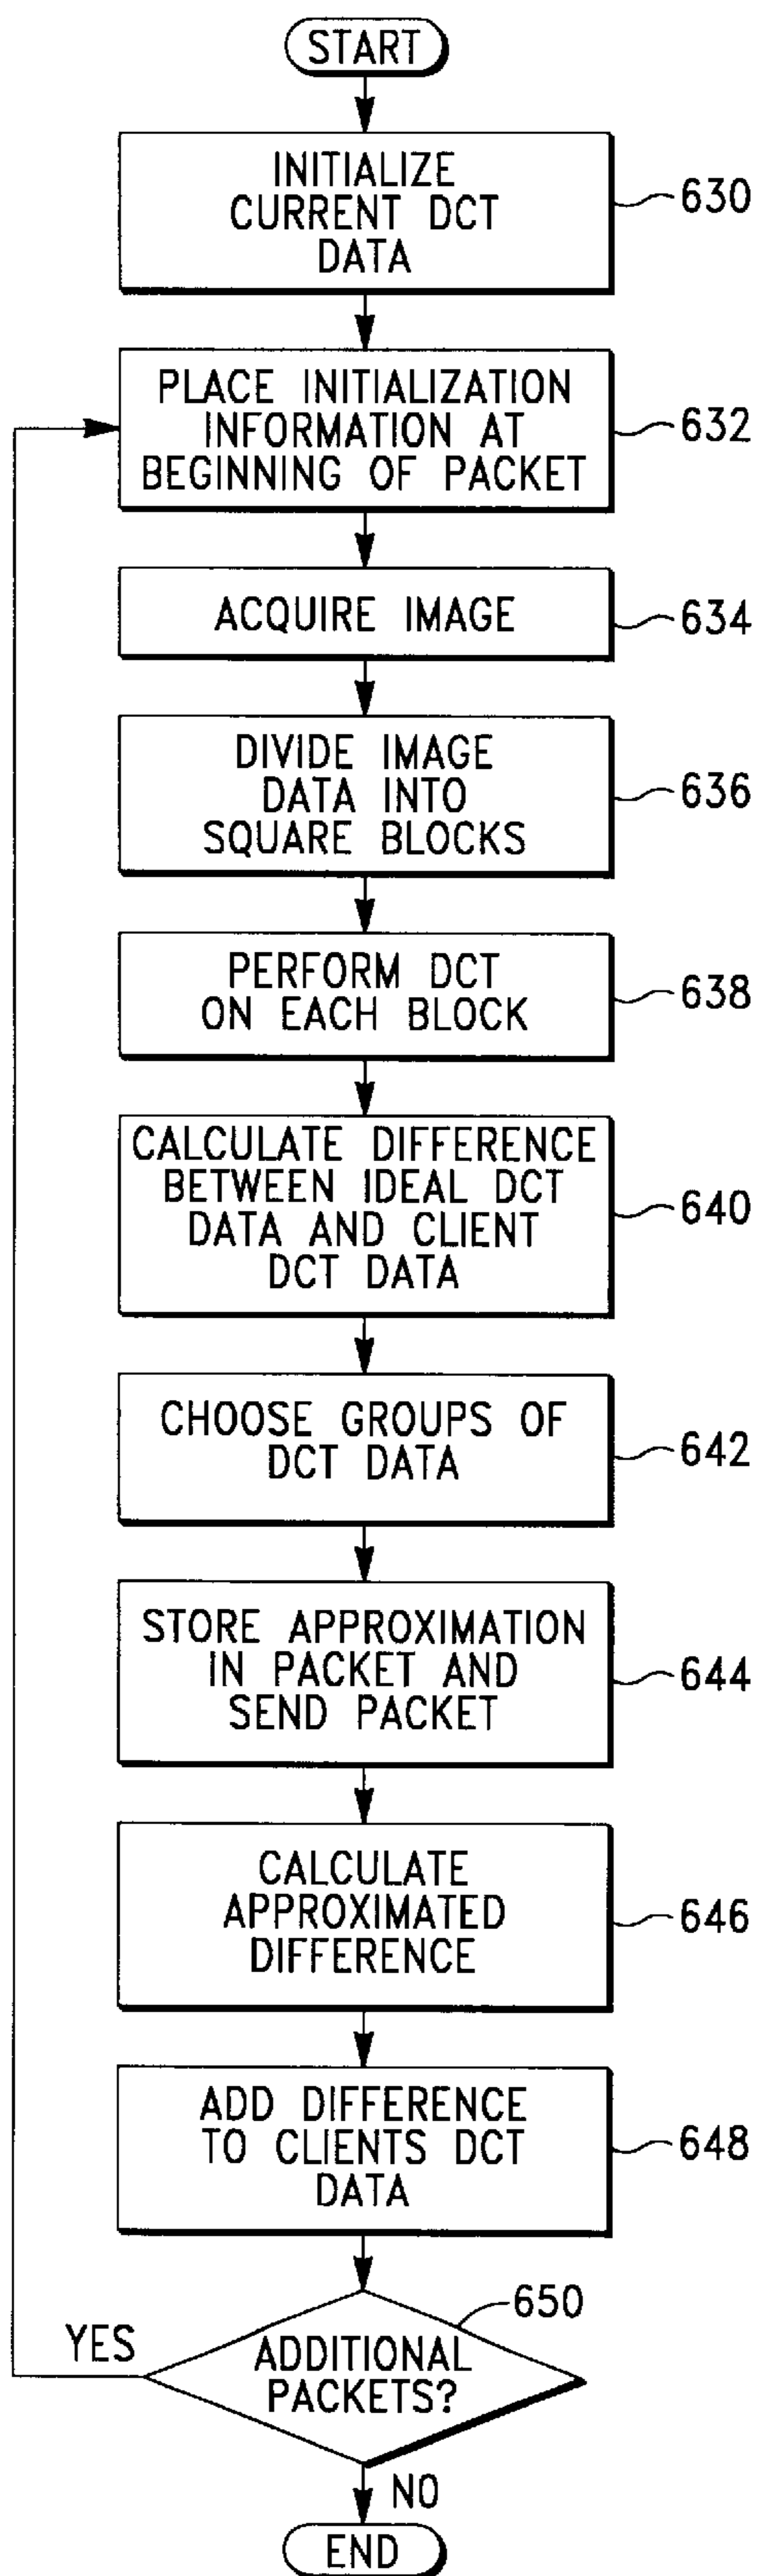 START
INITIALIZE
CURRENT DCT
DATA
630
PLACE INITIALIZATION
INFORMATION AT
BEGINNING OF PACKET
632
ACQUIRE IMAGE
634
DIVIDE IMAGE
DATA INTO
SQUARE BLOCKS
636
PERFORM DCT
ON EACH BLOCK
638
CALCULATE DIFFERENCE
BETWEEN IDEAL DCT
DATA AND CLIENT
DCT DATA
640
CHOOSE GROUPS OF
DCT DATA
642
STORE APPROXIMATION
IN PACKET AND
SEND PACKET
644
CALCULATE
APPROXIMATED
DIFFERENCE
646
ADD DIFFERENCE
TO CLIENTS DCT
DATA
648
650
YES
ADDITIONAL
PACKETS?
NO
END